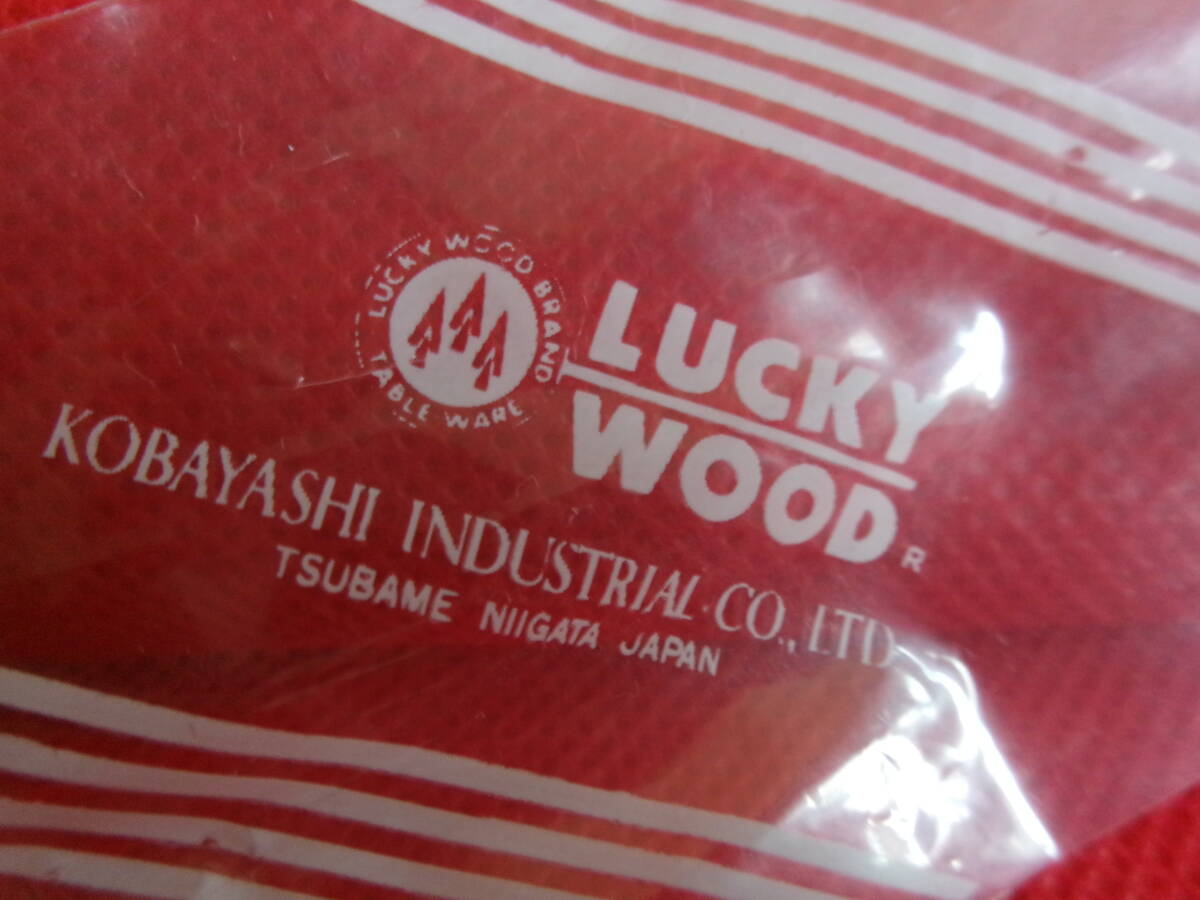 LUCKY WOOD BRAND
TABLE WARE
LUCKY
WOOD R
KOBAYASHI INDUSTRIAL CO., LTD
TSUBAME NIIGATA JAPAN